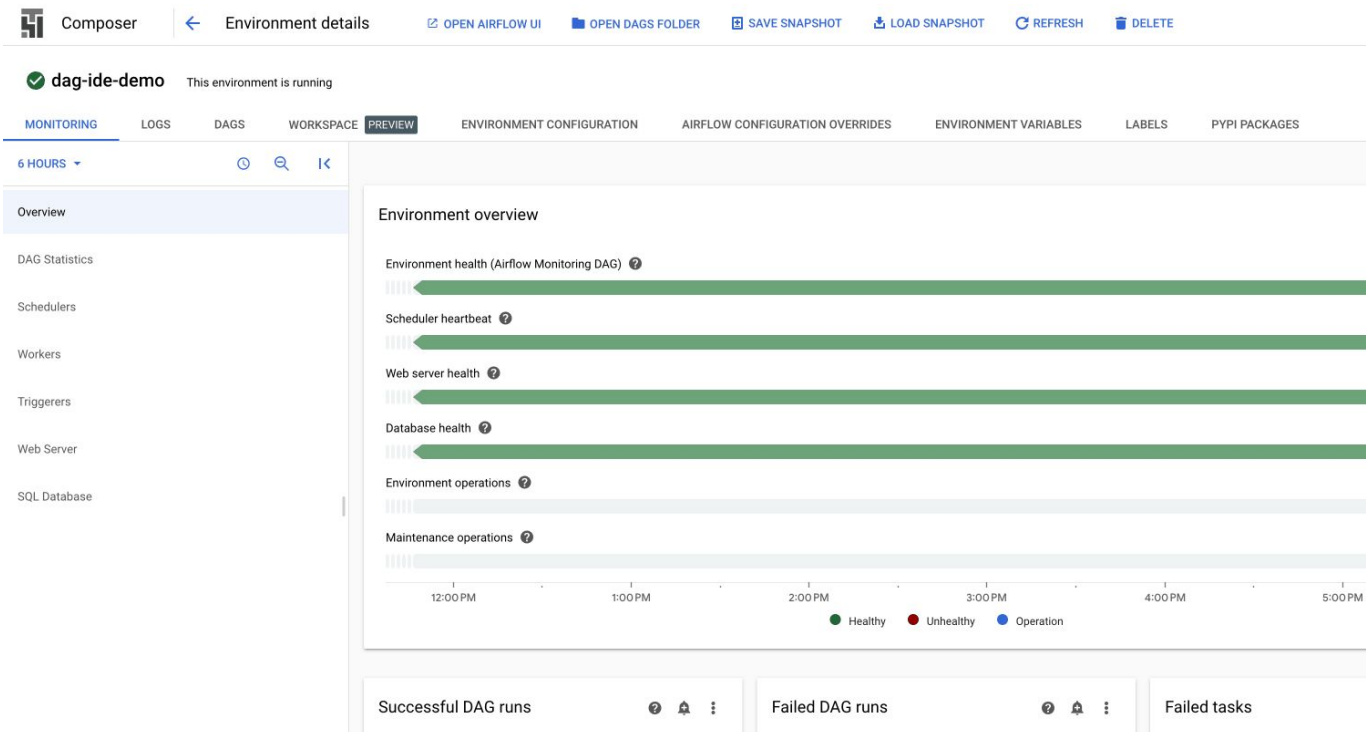 Composer
Environment details
OPEN AIRFLOW UI
OPEN DAGS FOLDER
SAVE SNAPSHOT
LOAD SNAPSHOT
REFRESH
DELETE
dag-ide-demo This environment is running
MONITORING
LOGS
DAGS
WORKSPACE PREVIEW
ENVIRONMENT CONFIGURATION
AIRFLOW CONFIGURATION OVERRIDES
ENVIRONMENT VARIABLES
LABELS
PYPI PACKAGES
6 HOURS
Overview
DAG Statistics
Schedulers
Workers
Triggerers
Web Server
SQL Database
Environment overview
Environment health (Airflow Monitoring DAG)
Scheduler heartbeat
Web server health
Database health
Environment operations
Maintenance operations
12:00 PM 1:00 PM 2:00 PM 3:00 PM 4:00 PM 5:00 PM
Healthy Unhealthy Operation
Successful DAG runs
Failed DAG runs
Failed tasks